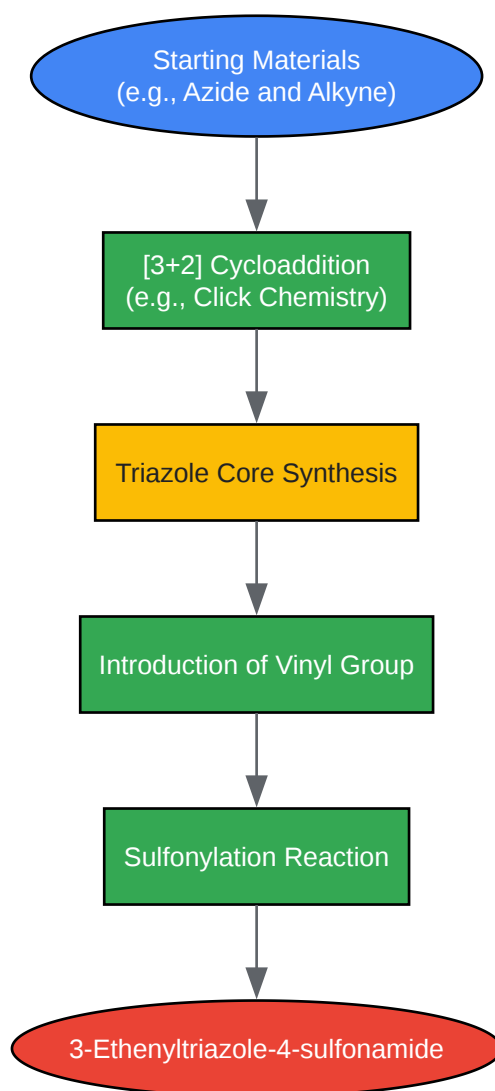 Starting Materials
(e.g., Azide and Alkyne)
[3+2] Cycloaddition
(e.g., Click Chemistry)
Triazole Core Synthesis
Introduction of Vinyl Group
Sulfonylation Reaction
3-Ethenyltriazole-4-sulfonamide